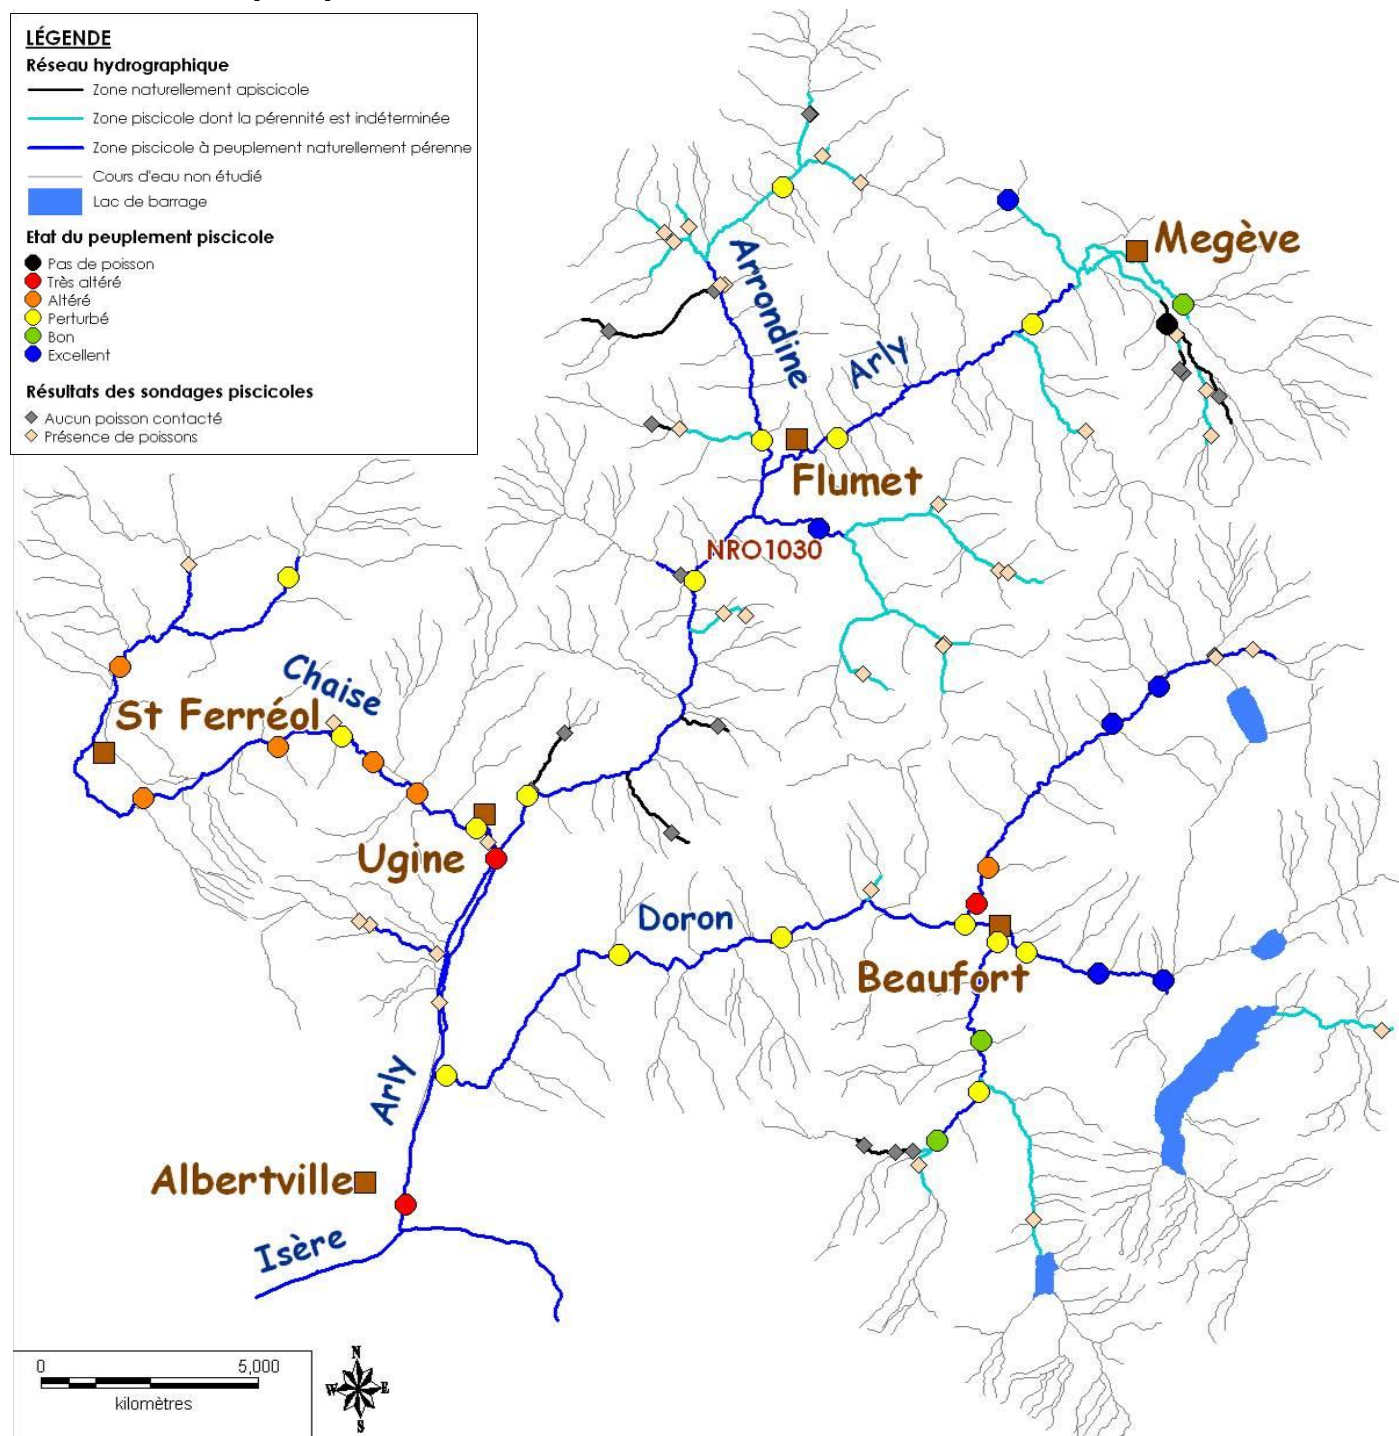 LÉGENDE
Réseau hydrographique
Zone naturellement apiscicole
Zone piscicole dont la pérennité est indéterminée
Zone piscicole à peuplement naturellement pérenne
Cours d'eau non étudié
Lac de barrage
Etat du peuplement piscicole
Pas de poisson
Très altéré
Altéré
Perturbé
Bon
Excellent
Résultats des sondages piscicoles
Aucun poisson contacté
Présence de poissons
Megève
Arrondine
Arly
Flumet
NRO1030
Chaise
St Ferréol
Ugine
Doron
Beaufort
Arly
Albertville
Isère
0 5,000
kilomètres
N
W E
S